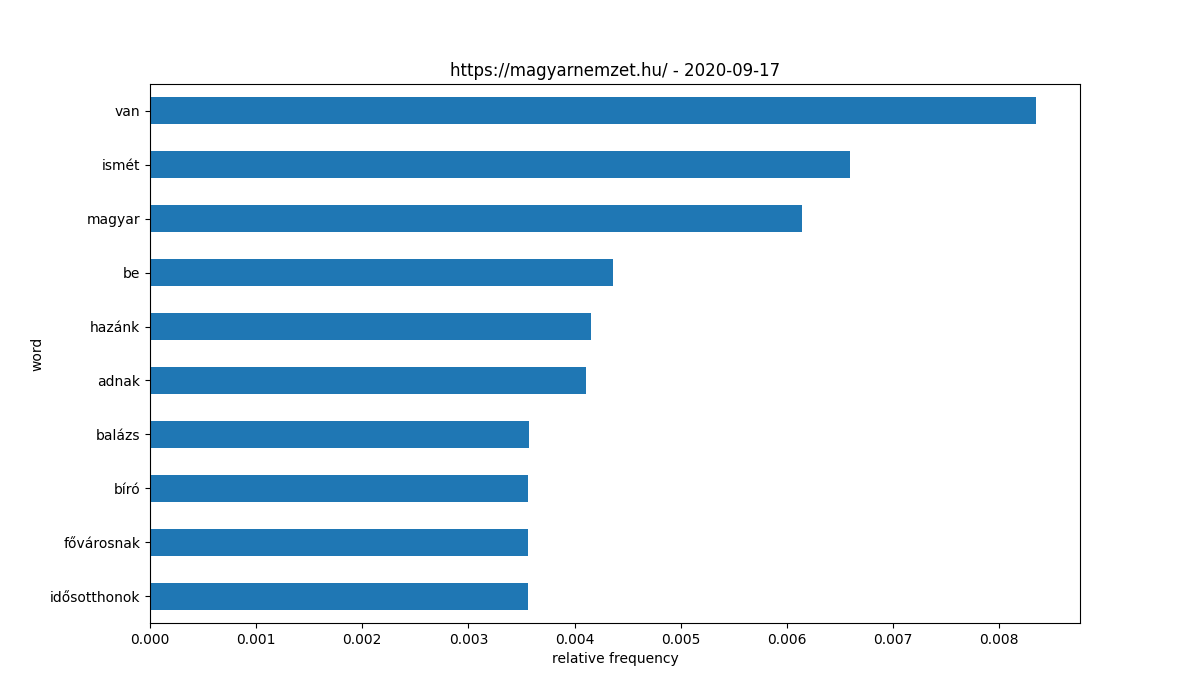 https://magyarnemzet.hu/ - 2020-09-17
van
ismét
magyar
be
hazánk
adnak
balázs
bíró
fővárosnak
idősotthonok
word
0.000 0.001 0.002 0.003 0.004 0.005 0.006 0.007 0.008
relative frequency